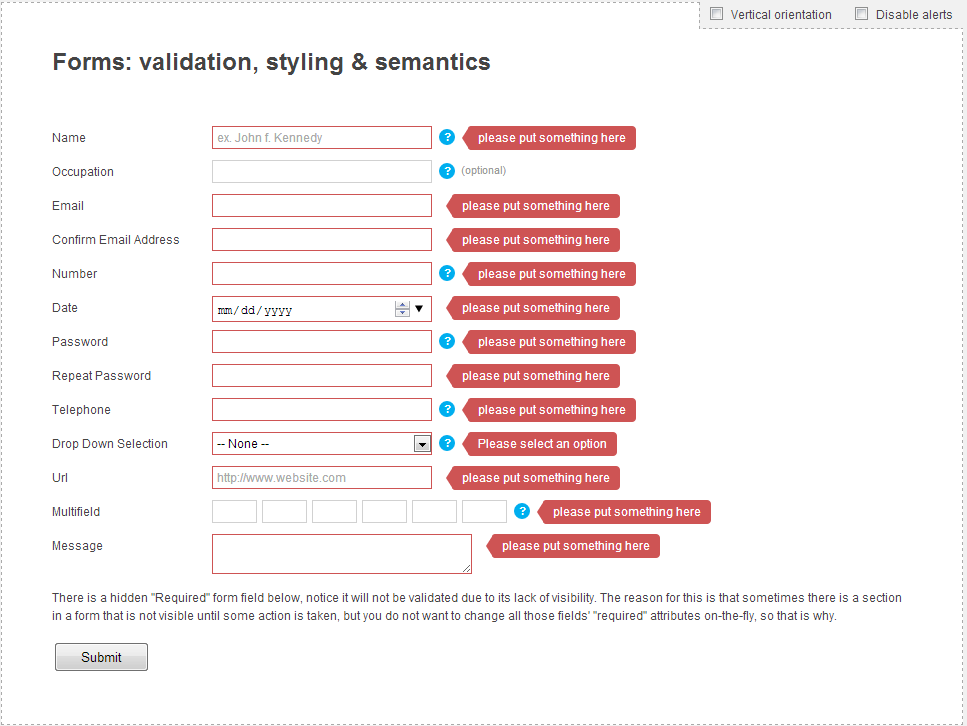 Vertical orientation Disable alerts
Forms: validation, styling & semantics
Name ex. John f. Kennedy ? please put something here
Occupation ? (optional)
Email please put something here
Confirm Email Address please put something here
Number ? please put something here
Date mm/dd/yyyy please put something here
Password ? please put something here
Repeat Password please put something here
Telephone ? please put something here
Drop Down Selection -- None -- ? Please select an option
Url http://www.website.com please put something here
Multifield ? please put something here
Message please put something here
There is a hidden "Required" form field below, notice it will not be validated due to its lack of visibility. The reason for this is that sometimes there is a section
in a form that is not visible until some action is taken, but you do not want to change all those fields' "required" attributes on-the-fly, so that is why.
Submit